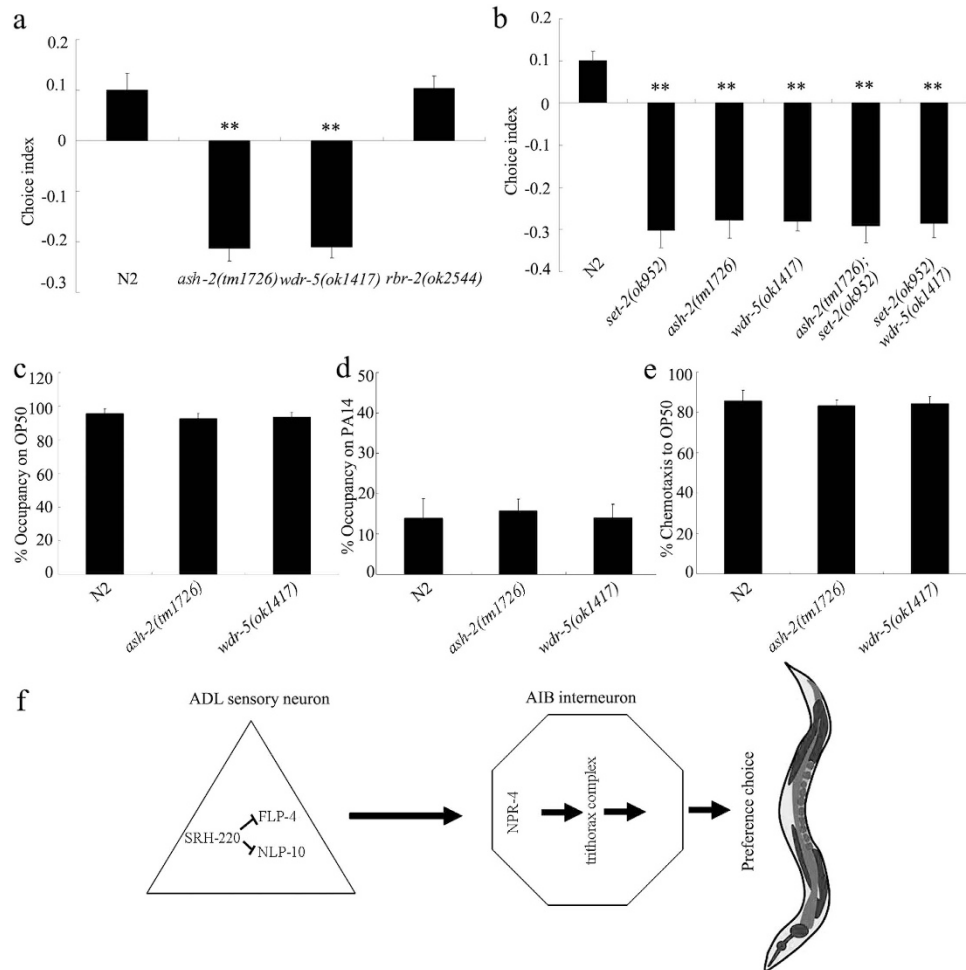 a
0.2
0.1
0
-0.1
-0.2
-0.3
Choice index
** **
N2 ash-2(tm1726) wdr-5(ok1417) rbr-2(ok2544)
b
0.2
0.1
0
-0.1
-0.2
-0.3
-0.4
Choice index
** ** ** ** **
N2
set-2(ok952)
ash-2(tm1726)
wdr-5(ok1417)
ash-2(tm1726);
set-2(ok952)
set-2(ok952)
wdr-5(ok1417)
c
120
100
80
60
40
20
0
% Occupancy on OP50
N2
ash-2(tm1726)
wdr-5(ok1417)
d
50
40
30
20
10
0
% Occupancy on PA14
N2
ash-2(tm1726)
wdr-5(ok1417)
e
100
80
60
40
20
0
% Chemotaxis to OP50
N2
ash-2(tm1726)
wdr-5(ok1417)
f
ADL sensory neuron
SRH-220
FLP-4
NLP-10
AIB interneuron
NPR-4
trithorax complex
Preference choice